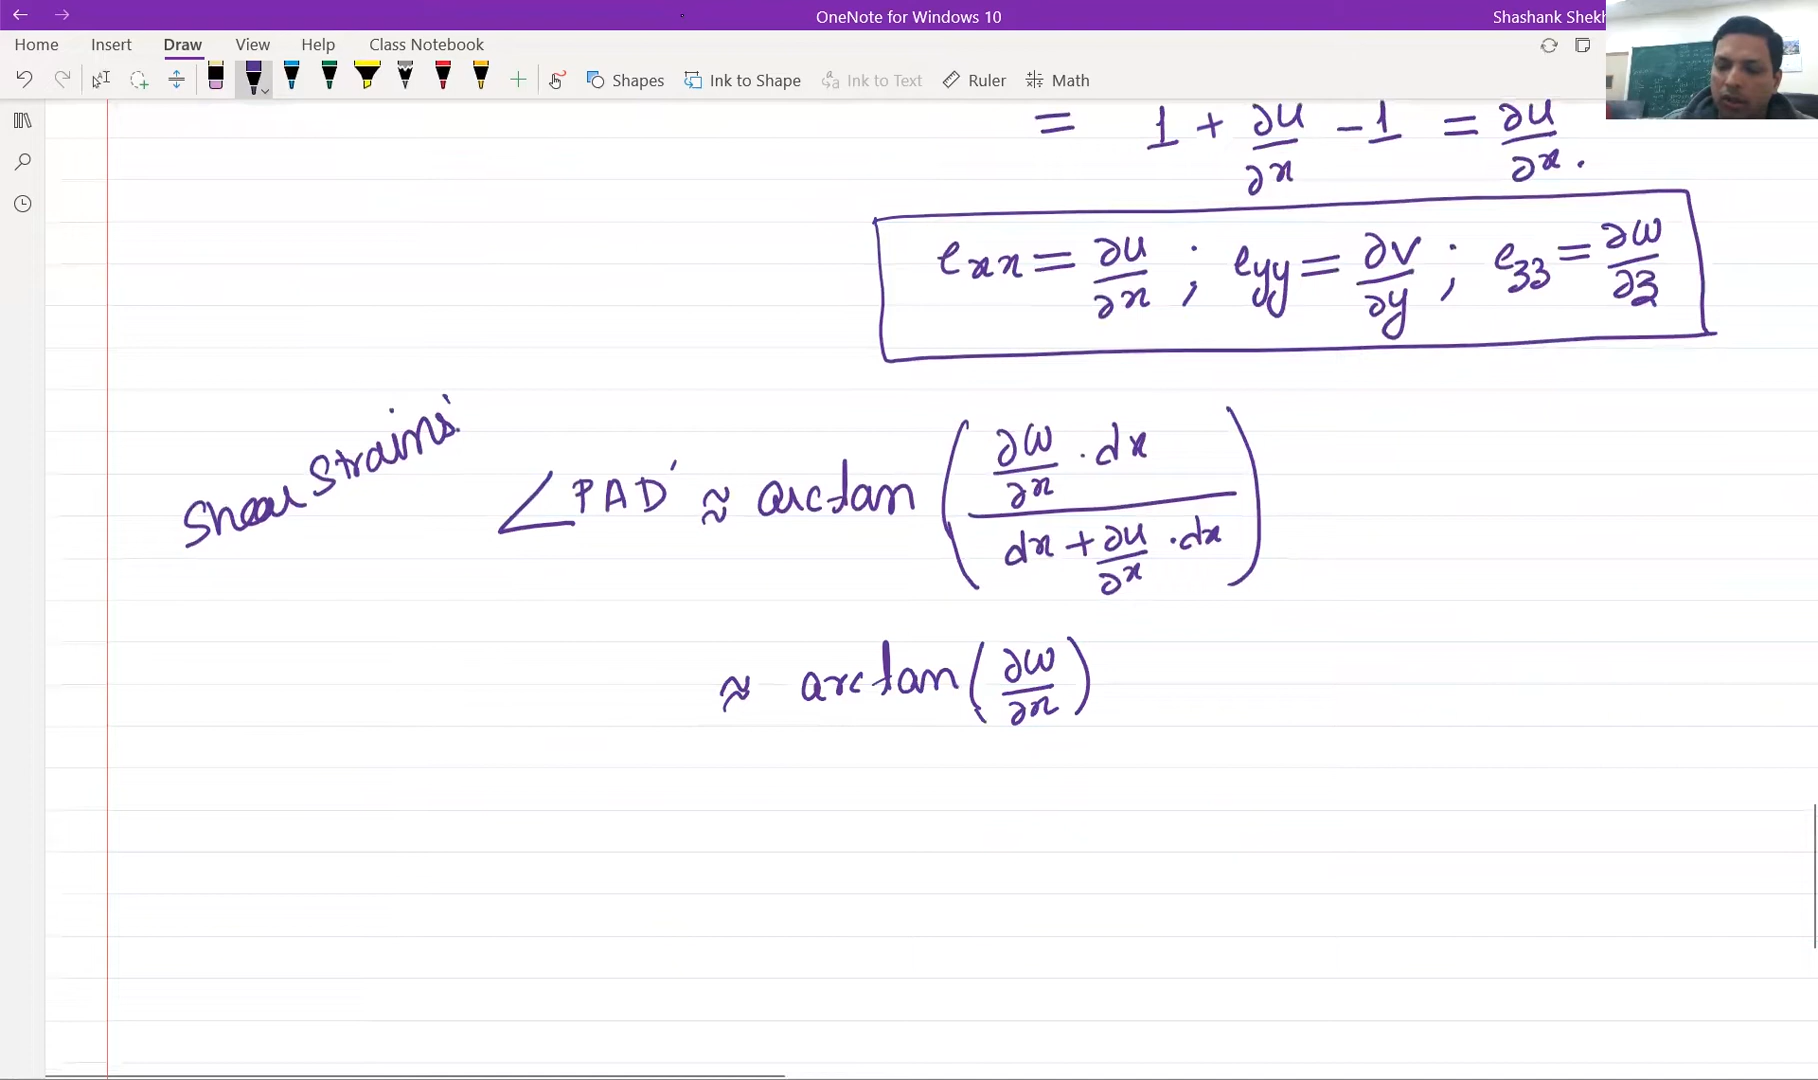 OneNote for Windows 10
Shashank Shekh
Home Insert Draw View Help Class Notebook
Shapes Ink to Shape Ink to Text Ruler Math
= 1 + ∂u/∂x - 1 = ∂u/∂x.
exx = ∂u/∂x ; eyy = ∂v/∂y ; ezz = ∂w/∂z
Shear Strains
∠PAD' ≈ arctan ( (∂w/∂x · dx) / (dx + ∂u/∂x · dx) )
≈ arctan (∂w/∂x)